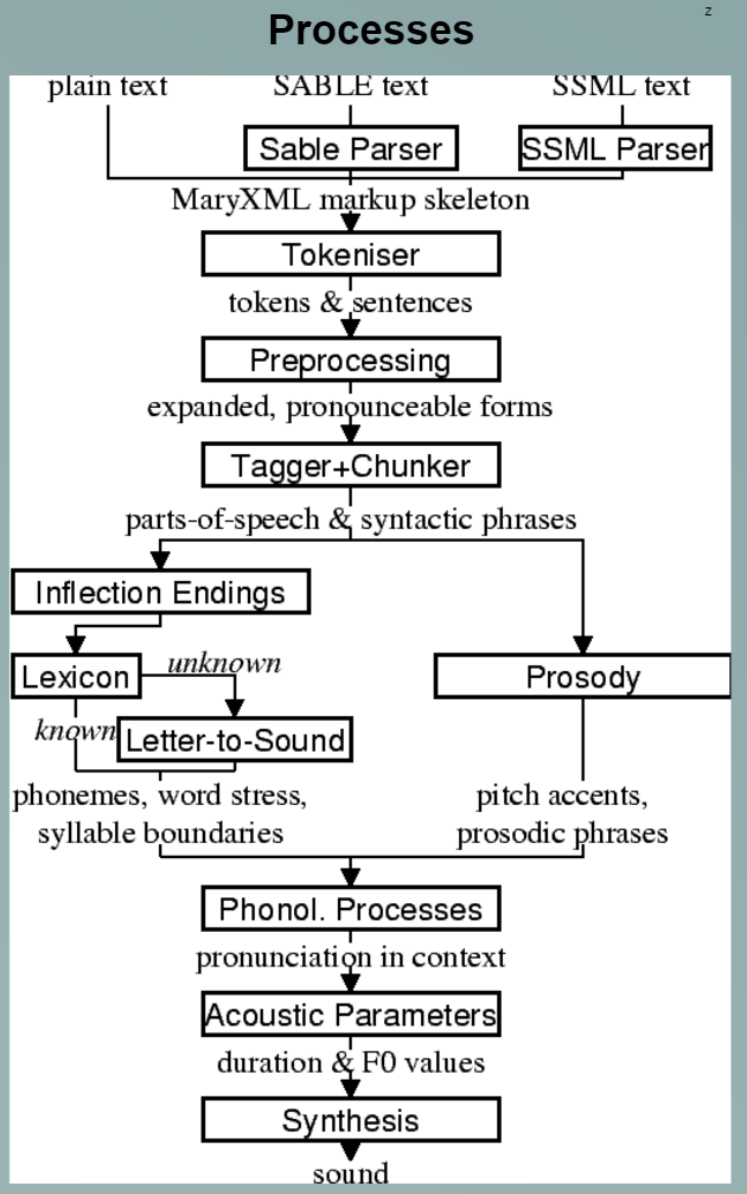 Processes
z
plain text
SABLE text
SSML text
Sable Parser
SSML Parser
MaryXML markup skeleton
Tokeniser
tokens & sentences
Preprocessing
expanded, pronounceable forms
Tagger+Chunker
parts-of-speech & syntactic phrases
Inflection Endings
Lexicon
unknown
Prosody
known
Letter-to-Sound
phonemes, word stress,
syllable boundaries
pitch accents,
prosodic phrases
Phonol. Processes
pronunciation in context
Acoustic Parameters
duration & F0 values
Synthesis
sound